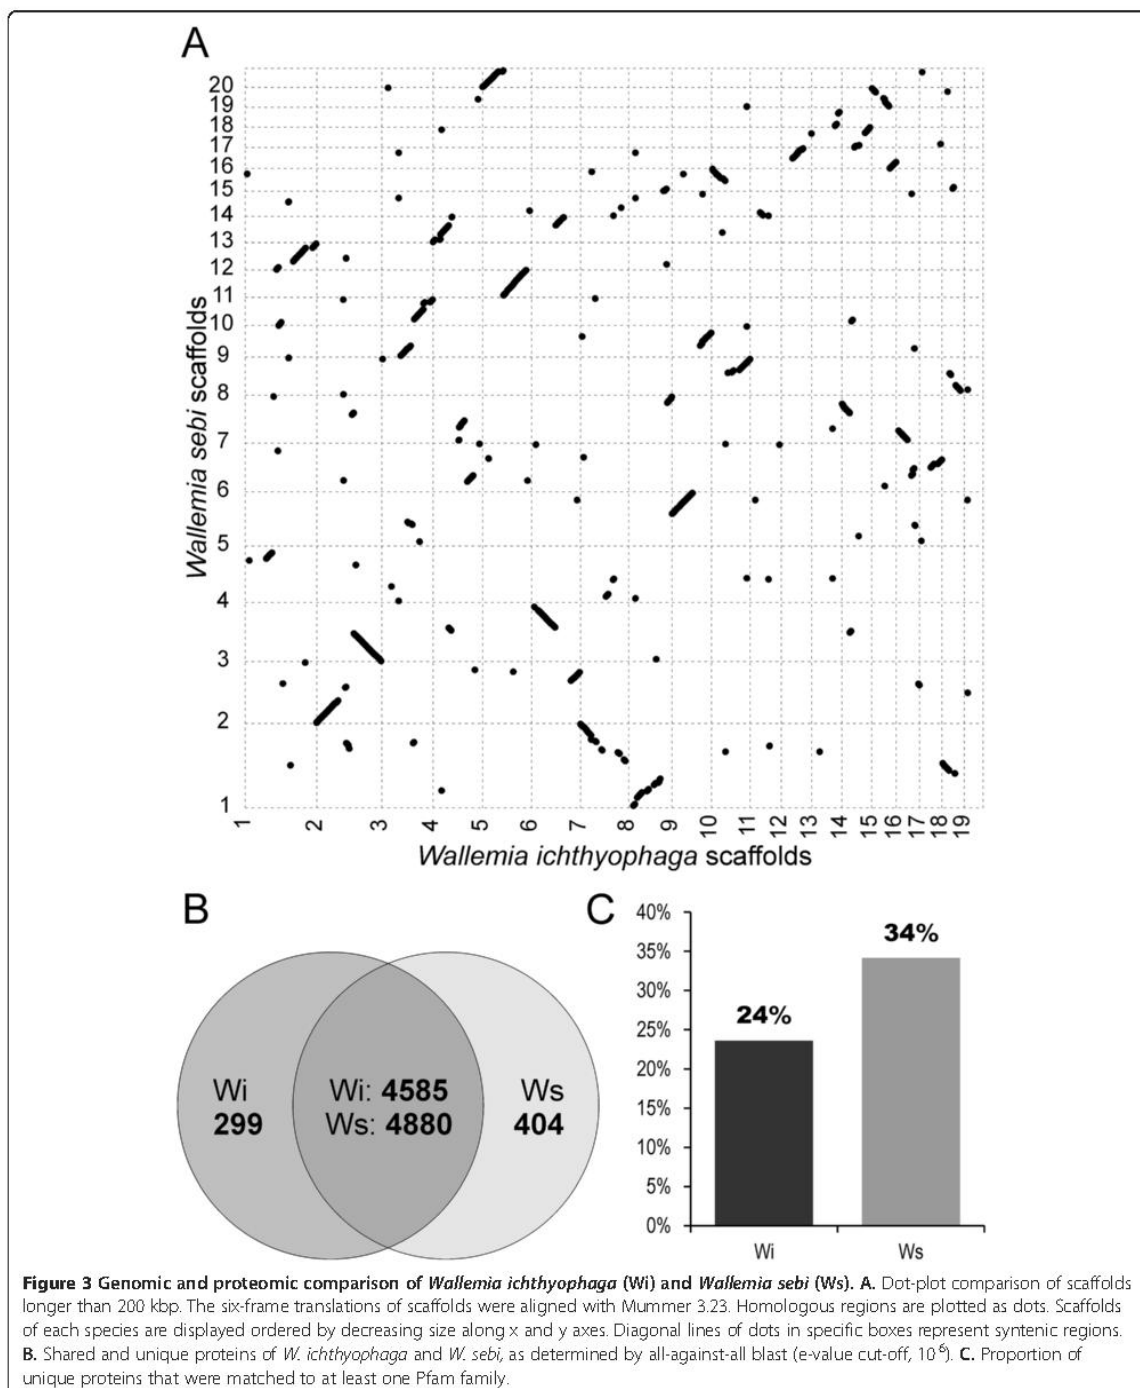 A
20
19
18
17
16
15
14
13
12
11
10
9
8
7
6
5
4
3
2
1
Wallemia sebi scaffolds
1 2 3 4 5 6 7 8 9 10 11 12 13 14 15 16 17 18 19
Wallemia ichthyophaga scaffolds
B
Wi
299
Wi: 4585
Ws: 4880
Ws
404
C
40%
35%
30%
25%
20%
15%
10%
5%
0%
24%
34%
Wi Ws
Figure 3 Genomic and proteomic comparison of Wallemia ichthyophaga (Wi) and Wallemia sebi (Ws). A. Dot-plot comparison of scaffolds
longer than 200 kbp. The six-frame translations of scaffolds were aligned with Mummer 3.23. Homologous regions are plotted as dots. Scaffolds
of each species are displayed ordered by decreasing size along x and y axes. Diagonal lines of dots in specific boxes represent syntenic regions.
B. Shared and unique proteins of W. ichthyophaga and W. sebi, as determined by all-against-all blast (e-value cut-off, 10⁶). C. Proportion of
unique proteins that were matched to at least one Pfam family.